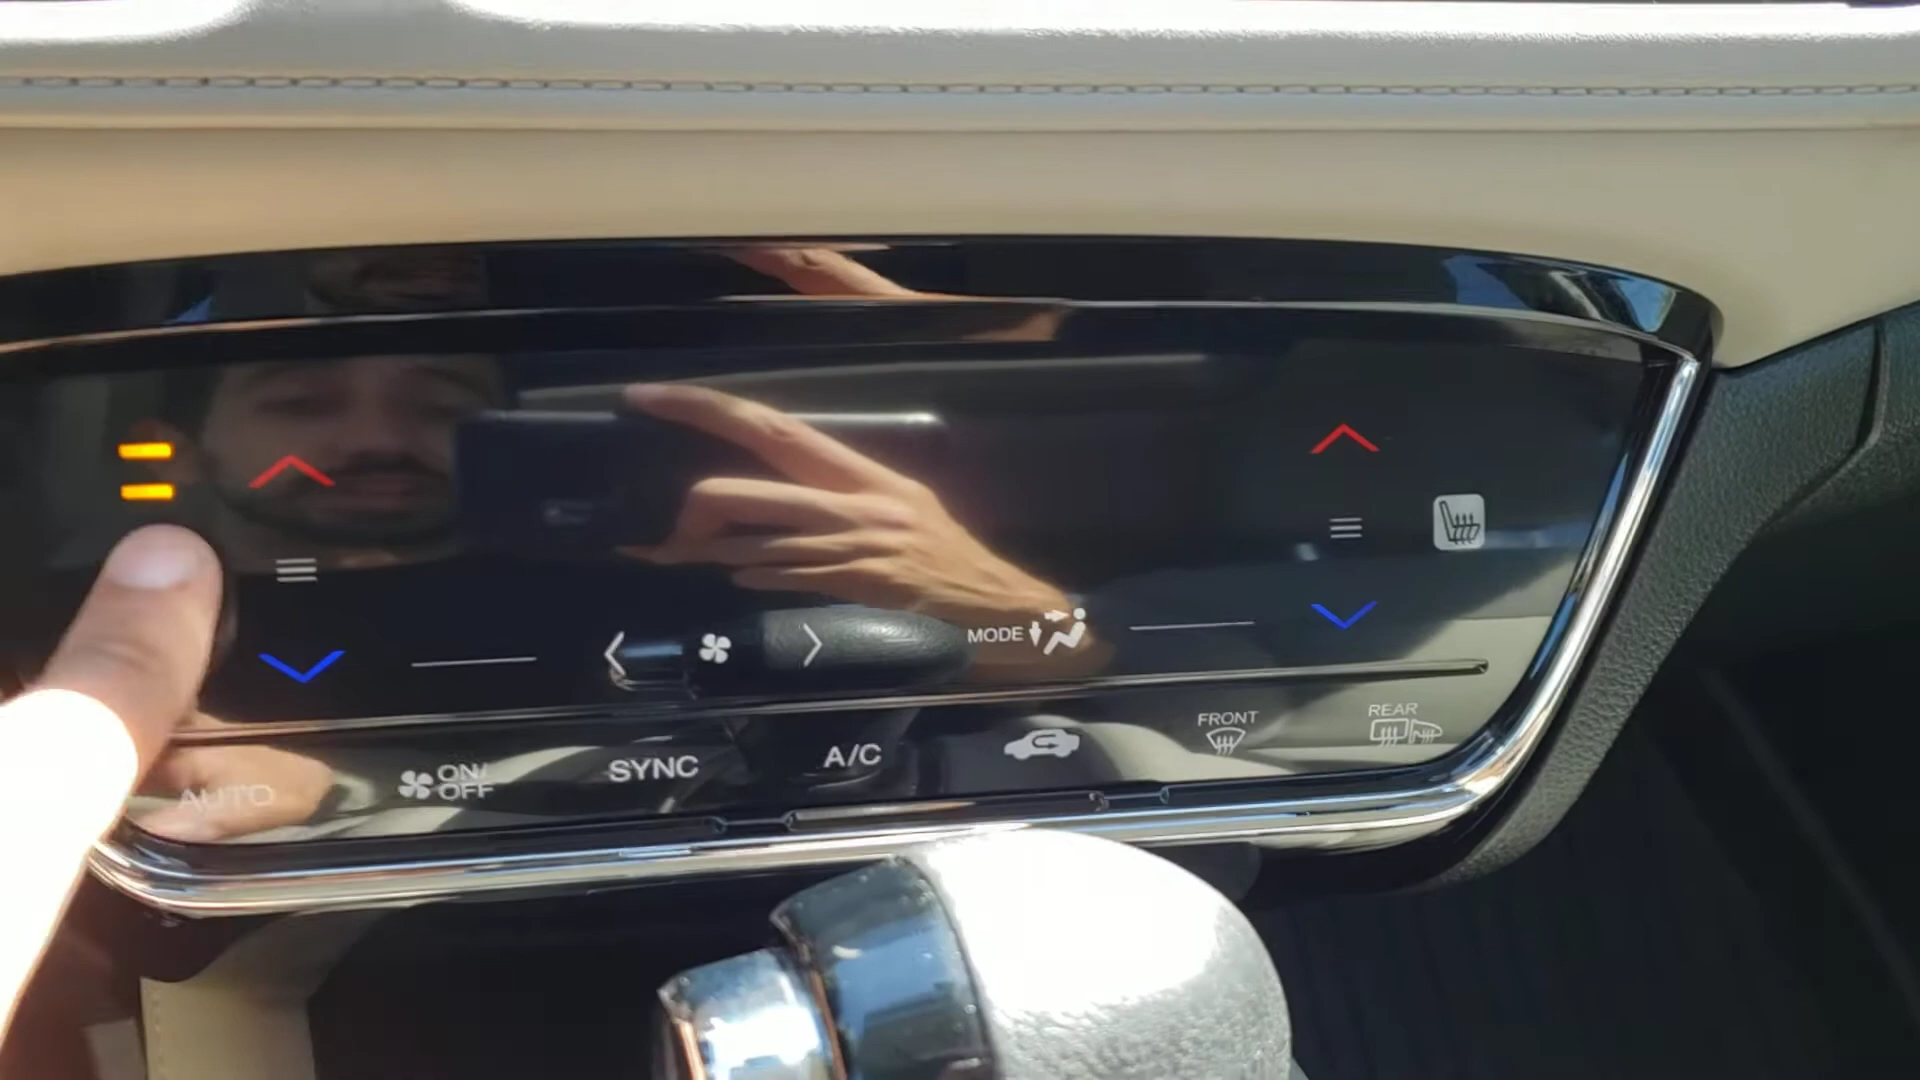 MODE
AUTO
ON/
OFF
SYNC
A/C
FRONT
REAR